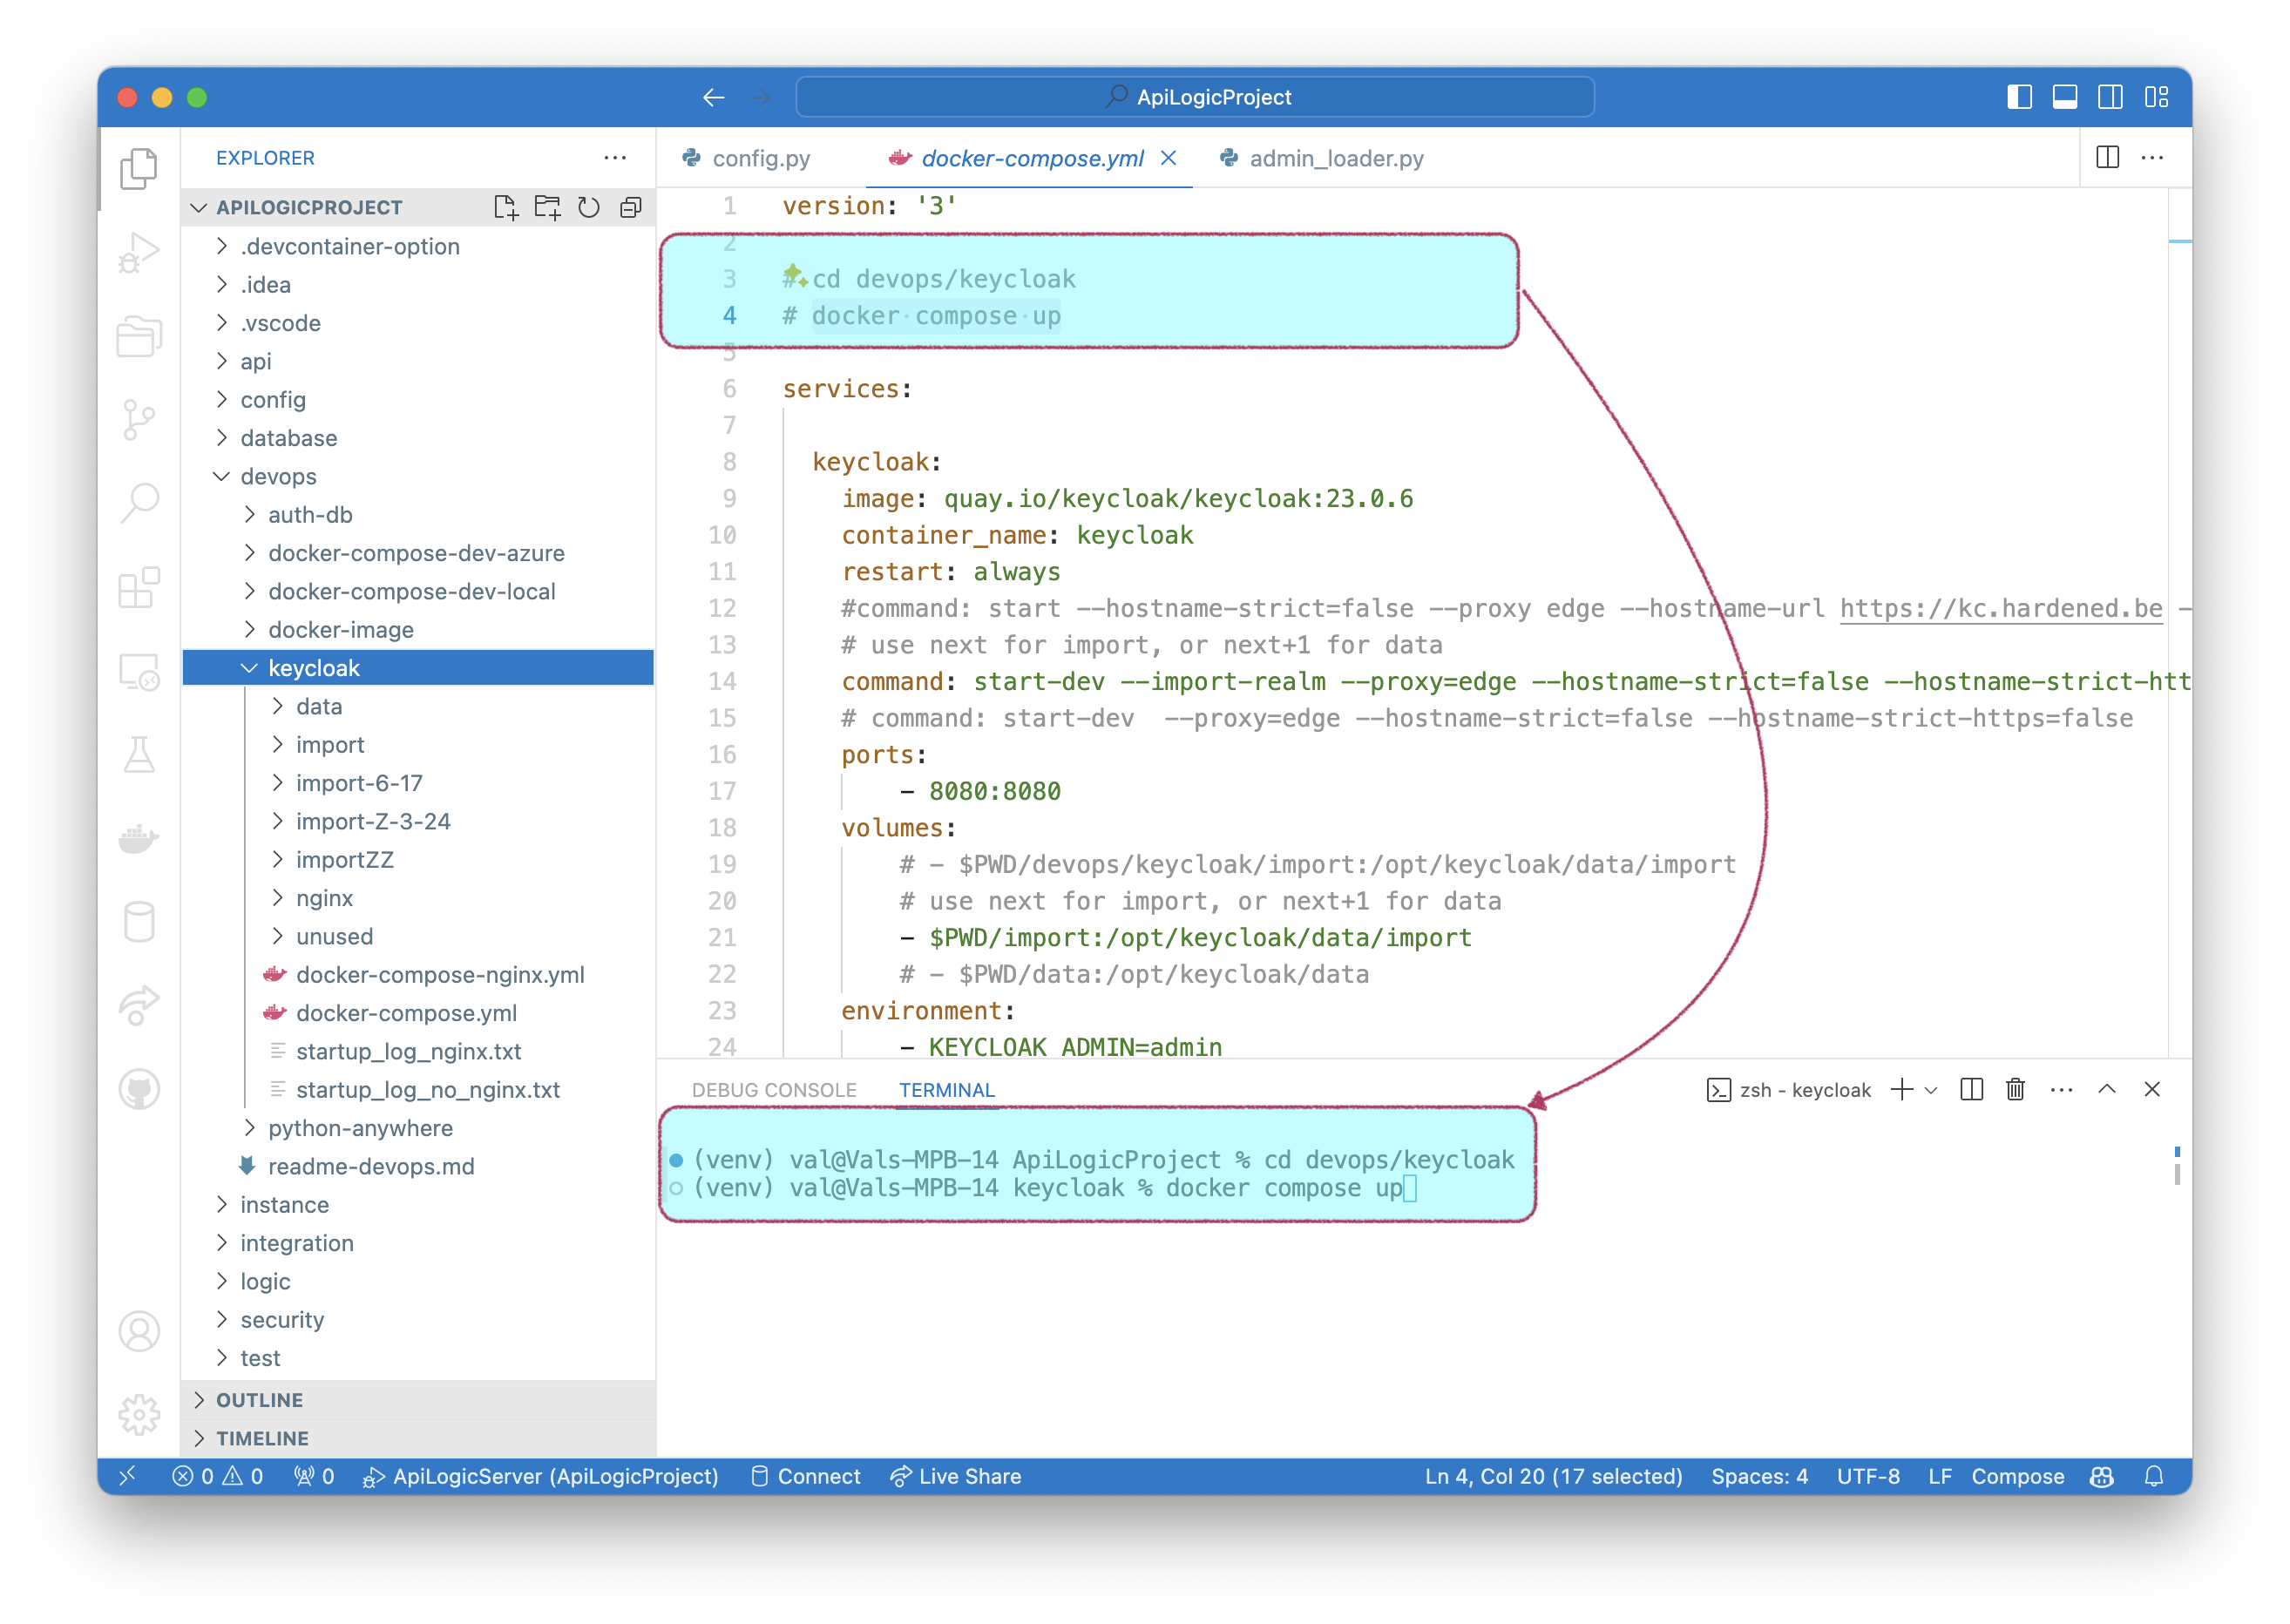 ApiLogicProject
EXPLORER
APILOGICPROJECT
.devcontainer-option
.idea
.vscode
api
config
database
devops
auth-db
docker-compose-dev-azure
docker-compose-dev-local
docker-image
keycloak
data
import
import-6-17
import-Z-3-24
importZZ
nginx
unused
docker-compose-nginx.yml
docker-compose.yml
startup_log_nginx.txt
startup_log_no_nginx.txt
python-anywhere
readme-devops.md
instance
integration
logic
security
test
OUTLINE
TIMELINE
config.py
docker-compose.yml
admin_loader.py
1 version: '3'
2
3 # cd devops/keycloak
4 # docker compose up
5
6 services:
7
8 keycloak:
9 image: quay.io/keycloak/keycloak:23.0.6
10 container_name: keycloak
11 restart: always
12 #command: start --hostname-strict=false --proxy edge --hostname-url https://kc.hardened.be -
13 # use next for import, or next+1 for data
14 command: start-dev --import-realm --proxy=edge --hostname-strict=false --hostname-strict-htt
15 # command: start-dev  --proxy=edge --hostname-strict=false --hostname-strict-https=false
16 ports:
17 - 8080:8080
18 volumes:
19 # - $PWD/devops/keycloak/import:/opt/keycloak/data/import
20 # use next for import, or next+1 for data
21 - $PWD/import:/opt/keycloak/data/import
22 # - $PWD/data:/opt/keycloak/data
23 environment:
24 - KEYCLOAK_ADMIN=admin
DEBUG CONSOLE
TERMINAL
zsh - keycloak
(venv) val@Vals-MPB-14 ApiLogicProject % cd devops/keycloak
(venv) val@Vals-MPB-14 keycloak % docker compose up
0 0 0 ApiLogicServer (ApiLogicProject) Connect Live Share Ln 4, Col 20 (17 selected) Spaces: 4 UTF-8 LF Compose